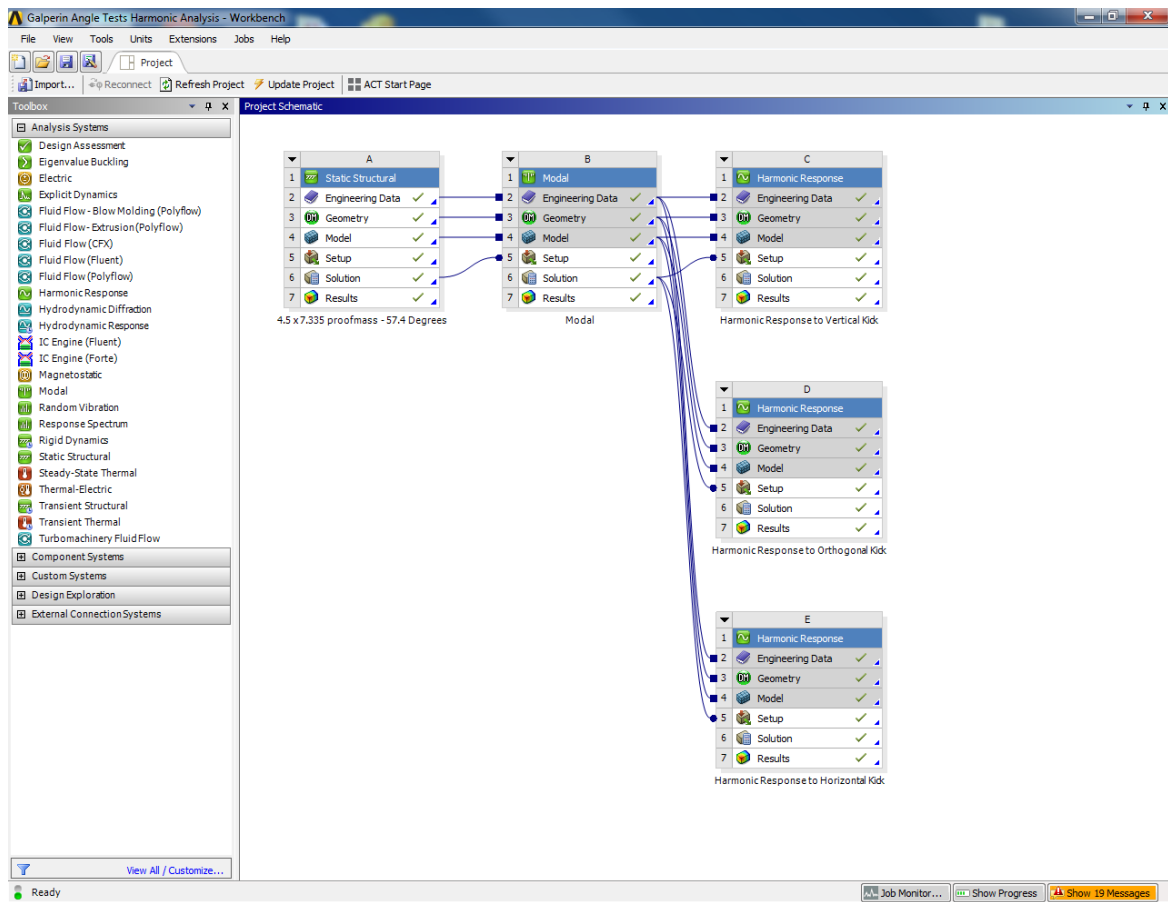 Galperin Angle Tests Harmonic Analysis - Workbench
File View Tools Units Extensions Jobs Help
Project
Import... Reconnect Refresh Project Update Project ACT Start Page
Toolbox
Project Schematic
Analysis Systems
Design Assessment
Eigenvalue Buckling
Electric
Explicit Dynamics
Fluid Flow - Blow Molding (Polyflow)
Fluid Flow - Extrusion (Polyflow)
Fluid Flow (CFX)
Fluid Flow (Fluent)
Fluid Flow (Polyflow)
Harmonic Response
Hydrodynamic Diffraction
Hydrodynamic Response
IC Engine (Fluent)
IC Engine (Forte)
Magnetostatic
Modal
Random Vibration
Response Spectrum
Rigid Dynamics
Static Structural
Steady-State Thermal
Thermal-Electric
Transient Structural
Transient Thermal
Turbomachinery Fluid Flow
Component Systems
Custom Systems
Design Exploration
External Connection Systems
View All / Customize...
A
1 Static Structural
2 Engineering Data
3 Geometry
4 Model
5 Setup
6 Solution
7 Results
4.5 x 7.335 proofmass - 57.4 Degrees
B
1 Modal
2 Engineering Data
3 Geometry
4 Model
5 Setup
6 Solution
7 Results
Modal
C
1 Harmonic Response
2 Engineering Data
3 Geometry
4 Model
5 Setup
6 Solution
7 Results
Harmonic Response to Vertical Kick
D
1 Harmonic Response
2 Engineering Data
3 Geometry
4 Model
5 Setup
6 Solution
7 Results
Harmonic Response to Orthogonal Kick
E
1 Harmonic Response
2 Engineering Data
3 Geometry
4 Model
5 Setup
6 Solution
7 Results
Harmonic Response to Horizontal Kick
Ready
Job Monitor... Show Progress Show 19 Messages